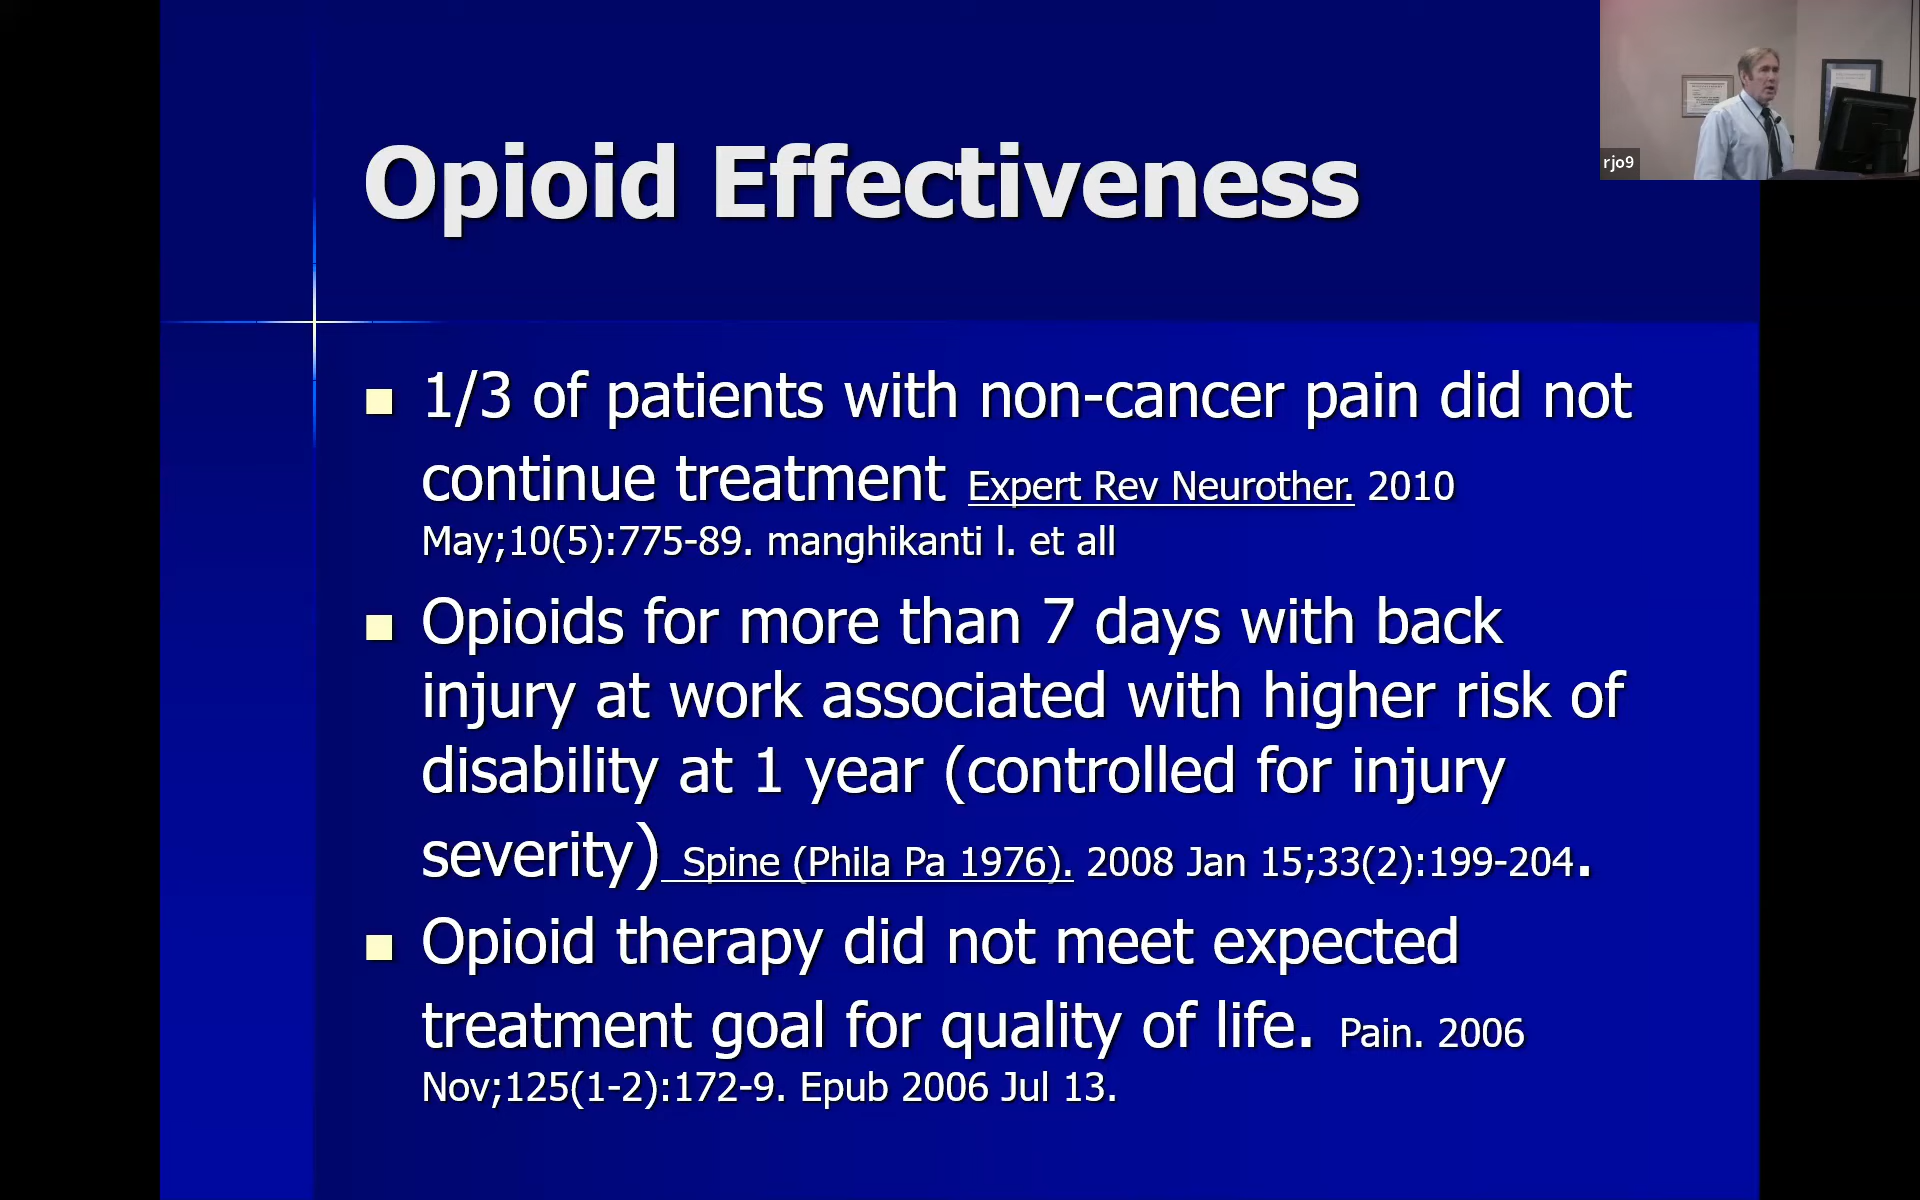 rjo9
Opioid Effectiveness
1/3 of patients with non-cancer pain did not
continue treatment Expert Rev Neurother. 2010
May;10(5):775-89. manghikanti l. et all
Opioids for more than 7 days with back
injury at work associated with higher risk of
disability at 1 year (controlled for injury
severity) Spine (Phila Pa 1976). 2008 Jan 15;33(2):199-204.
Opioid therapy did not meet expected
treatment goal for quality of life. Pain. 2006
Nov;125(1-2):172-9. Epub 2006 Jul 13.